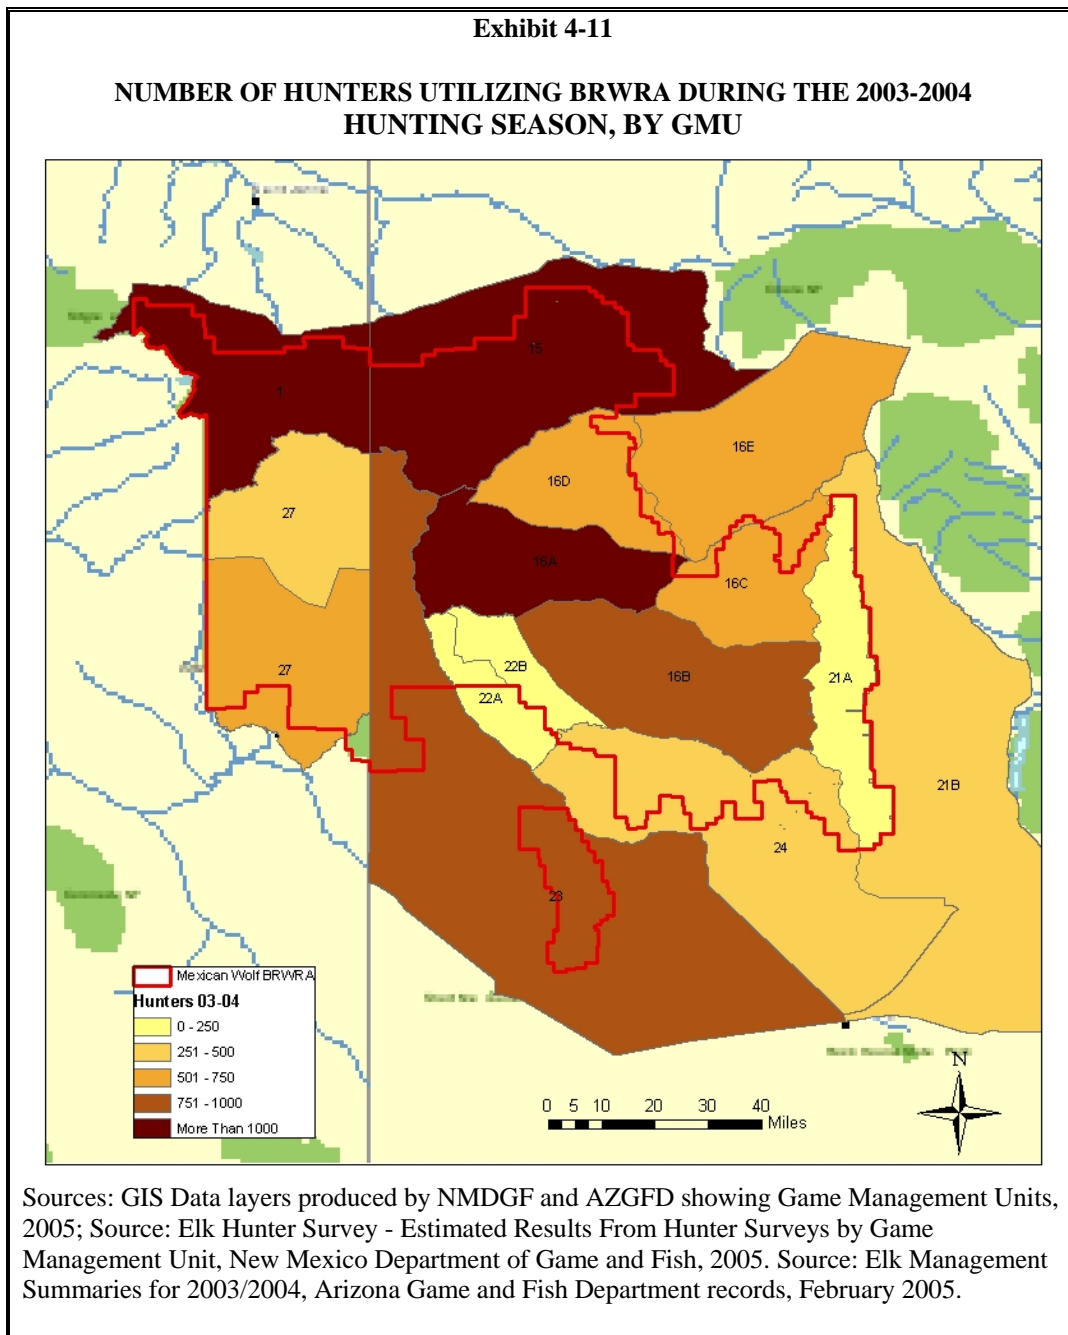 Exhibit 4-11
NUMBER OF HUNTERS UTILIZING BRWRA DURING THE 2003-2004
HUNTING SEASON, BY GMU
15
1
16E
16D
27
16A
16C
22B
27
16B
21A
22A
21B
24
23
Mexican Wolf BRWRA
Hunters 03-04
0 - 250
251 - 500
501 - 750
751 - 1000
More Than 1000
N
0 5 10 20 30 40
Miles
Sources: GIS Data layers produced by NMDGF and AZGFD showing Game Management Units,
2005; Source: Elk Hunter Survey - Estimated Results From Hunter Surveys by Game
Management Unit, New Mexico Department of Game and Fish, 2005. Source: Elk Management
Summaries for 2003/2004, Arizona Game and Fish Department records, February 2005.